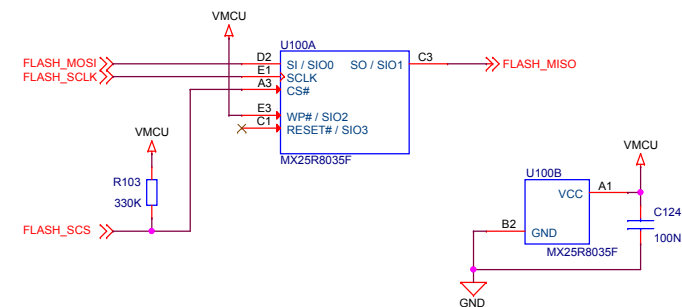 VMCU
U100A
FLASH_MOSI
D2
SI / SIO0
SO / SIO1
C3
FLASH_MISO
FLASH_SCLK
E1
SCLK
A3
CS#
E3
WP# / SIO2
C1
RESET# / SIO3
MX25R8035F
VMCU
R103
330K
FLASH_SCS
VMCU
U100B
VCC
A1
B2
GND
C124
100N
MX25R8035F
GND